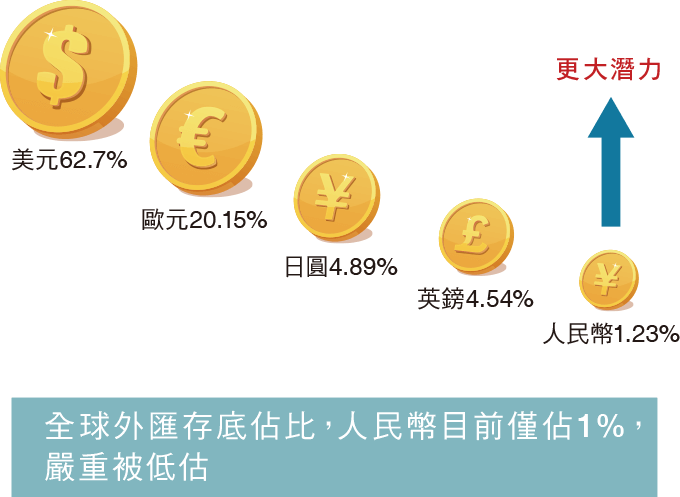 更大潛力
美元62.7%
歐元20.15%
日圓4.89%
英鎊4.54%
人民幣1.23%
全球外匯存底佔比，人民幣目前僅佔1%，
嚴重被低估